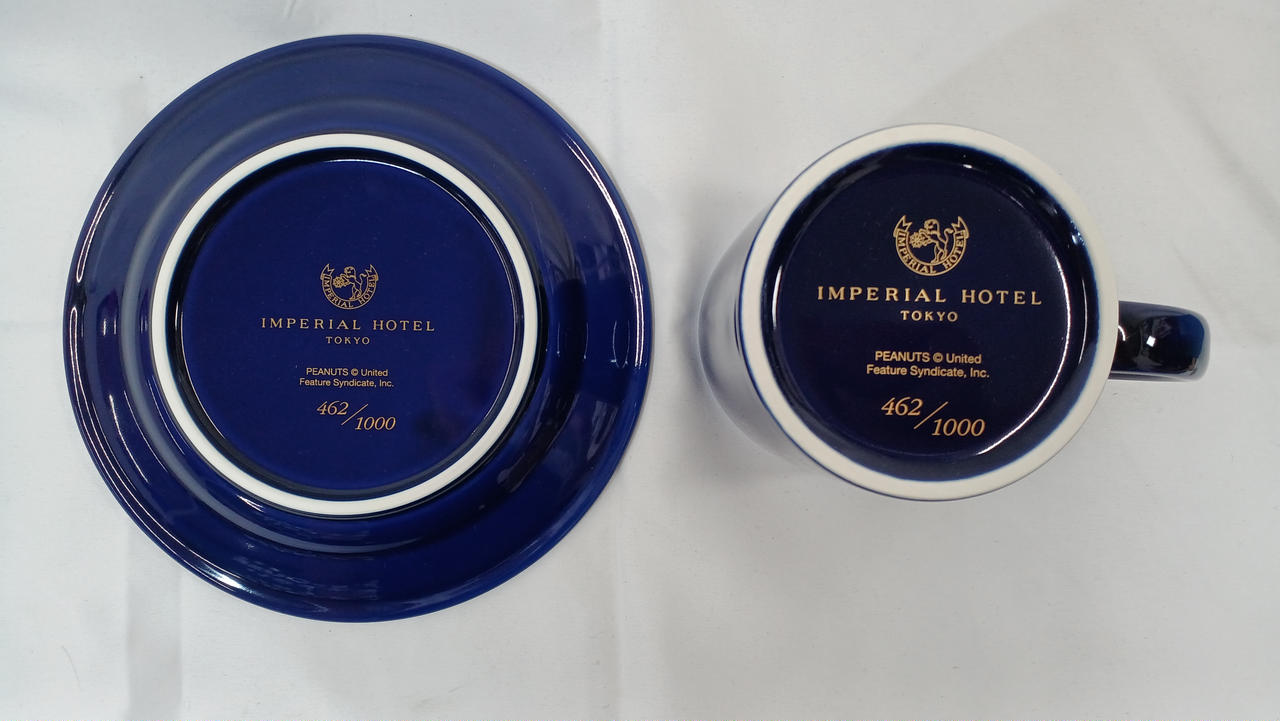 IMPERIAL HOTEL
IMPERIAL HOTEL
TOKYO
PEANUTS © United
Feature Syndicate, Inc.
462/1000
IMPERIAL HOTEL
IMPERIAL HOTEL
TOKYO
PEANUTS © United
Feature Syndicate, Inc.
462/1000